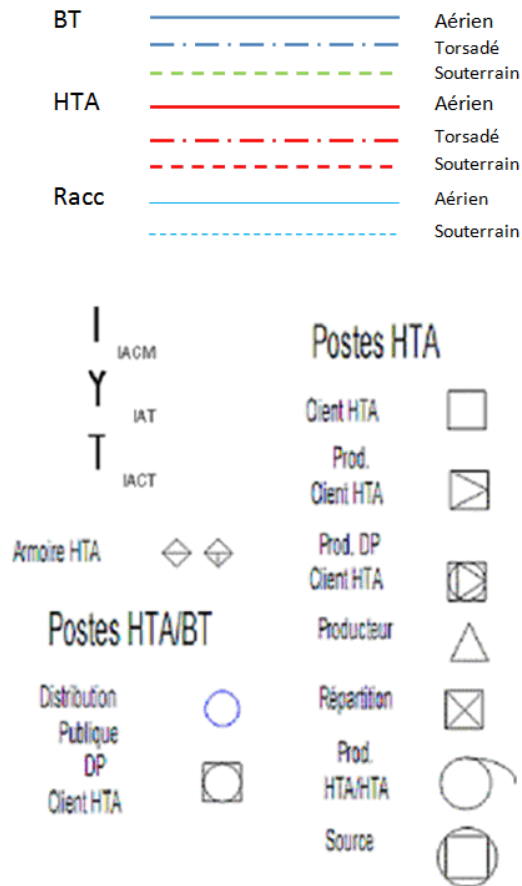 BT
Aérien
Torsadé
Souterrain
HTA
Aérien
Torsadé
Souterrain
Racc
Aérien
Souterrain
I
IACM
Y
IAT
T
IACT
Armoire HTA
Postes HTA/BT
Distribution
Publique
DP
Client HTA
Postes HTA
Client HTA
Prod.
Client HTA
Prod. DP
Client HTA
Producteur
Répartition
Prod.
HTA/HTA
Source